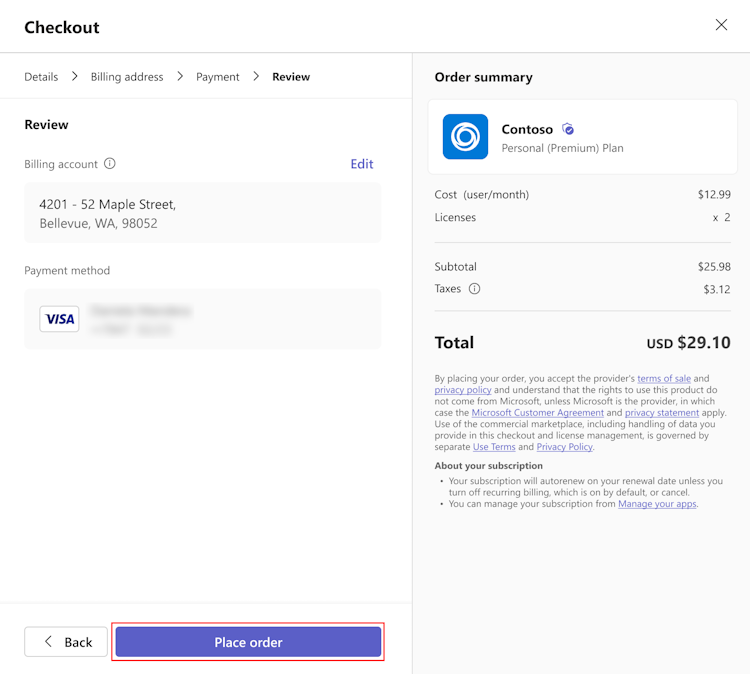 Checkout
Details > Billing address > Payment > Review
Review
Billing account
Edit
4201 - 52 Maple Street,
Bellevue, WA, 98052
Payment method
VISA
Back
Place order
Order summary
Contoso
Personal (Premium) Plan
Cost (user/month) $12.99
Licenses x 2
Subtotal $25.98
Taxes $3.12
Total USD $29.10
By placing your order, you accept the provider's terms of sale and
privacy policy and understand that the rights to use this product do
not come from Microsoft, unless Microsoft is the provider, in which
case the Microsoft Customer Agreement and privacy statement apply.
Use of the commercial marketplace, including handling of data you
provide in this checkout and license management, is governed by
separate Use Terms and Privacy Policy.
About your subscription
• Your subscription will autorenew on your renewal date unless you
turn off recurring billing, which is on by default, or cancel.
• You can manage your subscription from Manage your apps.